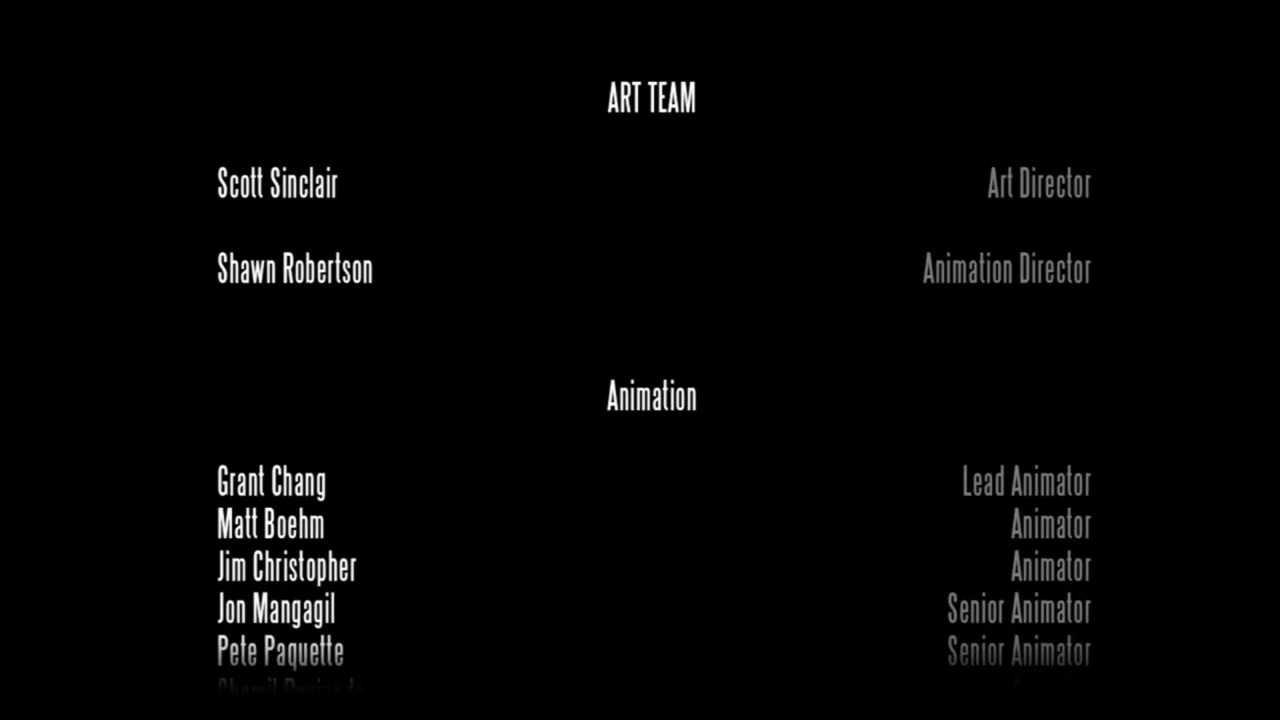 ART TEAM
Scott Sinclair Art Director
Shawn Robertson Animation Director
Animation
Grant Chang Lead Animator
Matt Boehm Animator
Jim Christopher Animator
Jon Mangagil Senior Animator
Pete Paquette Senior Animator